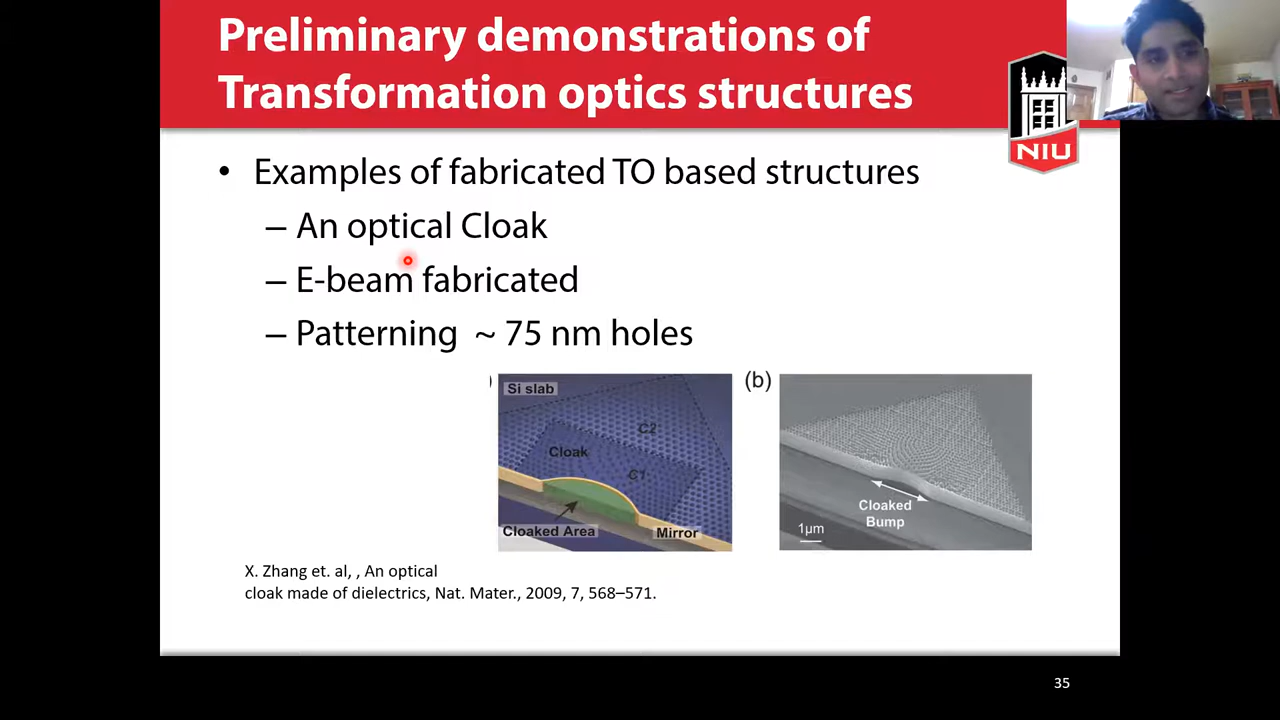 Preliminary demonstrations of
Transformation optics structures
NIU
• Examples of fabricated TO based structures
– An optical Cloak
– E-beam fabricated
– Patterning ~ 75 nm holes
Si slab
C2
Cloak
C1
Cloaked Area
Mirror
(b)
Cloaked
Bump
1µm
X. Zhang et. al, , An optical
cloak made of dielectrics, Nat. Mater., 2009, 7, 568–571.
35